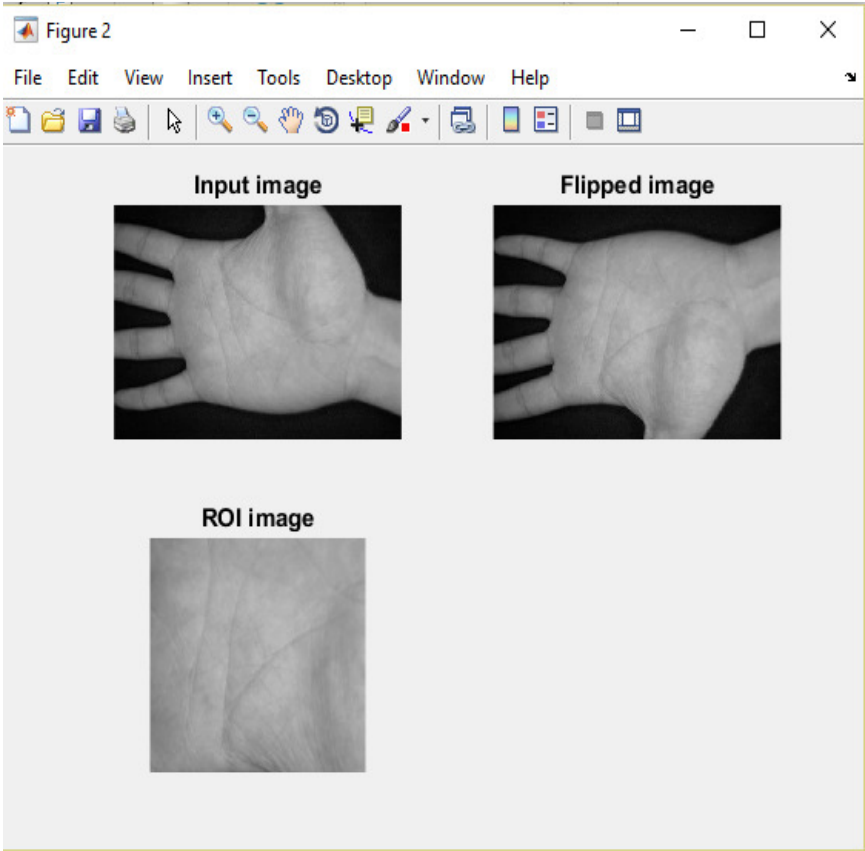 Figure 2
File Edit View Insert Tools Desktop Window Help
Input image
Flipped image
ROI image